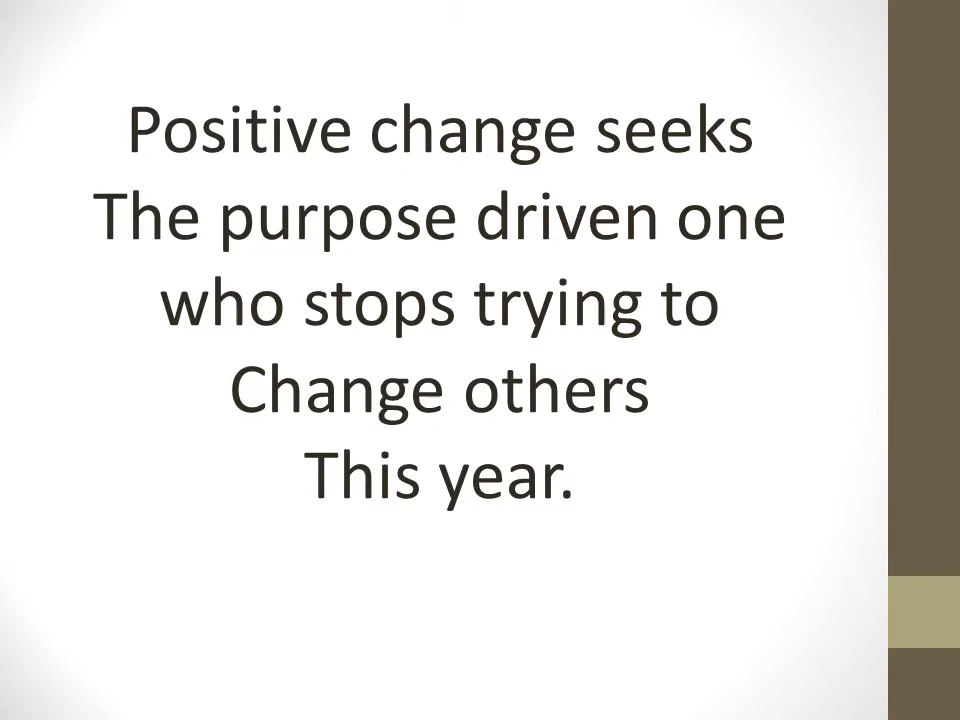 Positive change seeks
The purpose driven one
who stops trying to
Change others
This year.